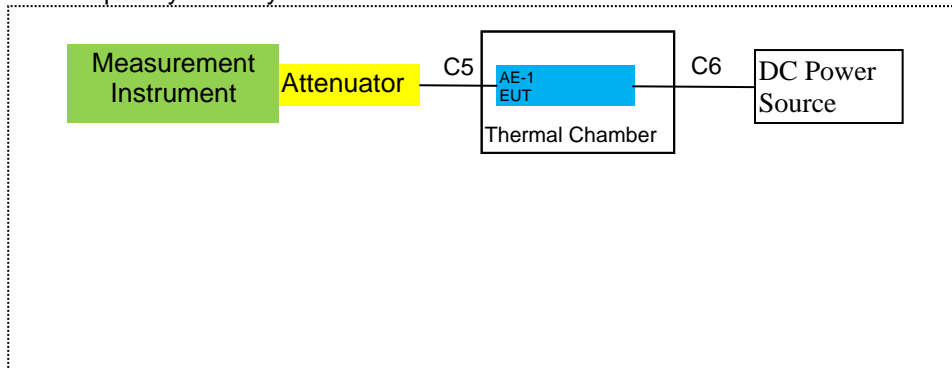 Measurement
Instrument
Attenuator
C5
AE-1
EUT
Thermal Chamber
C6
DC Power
Source